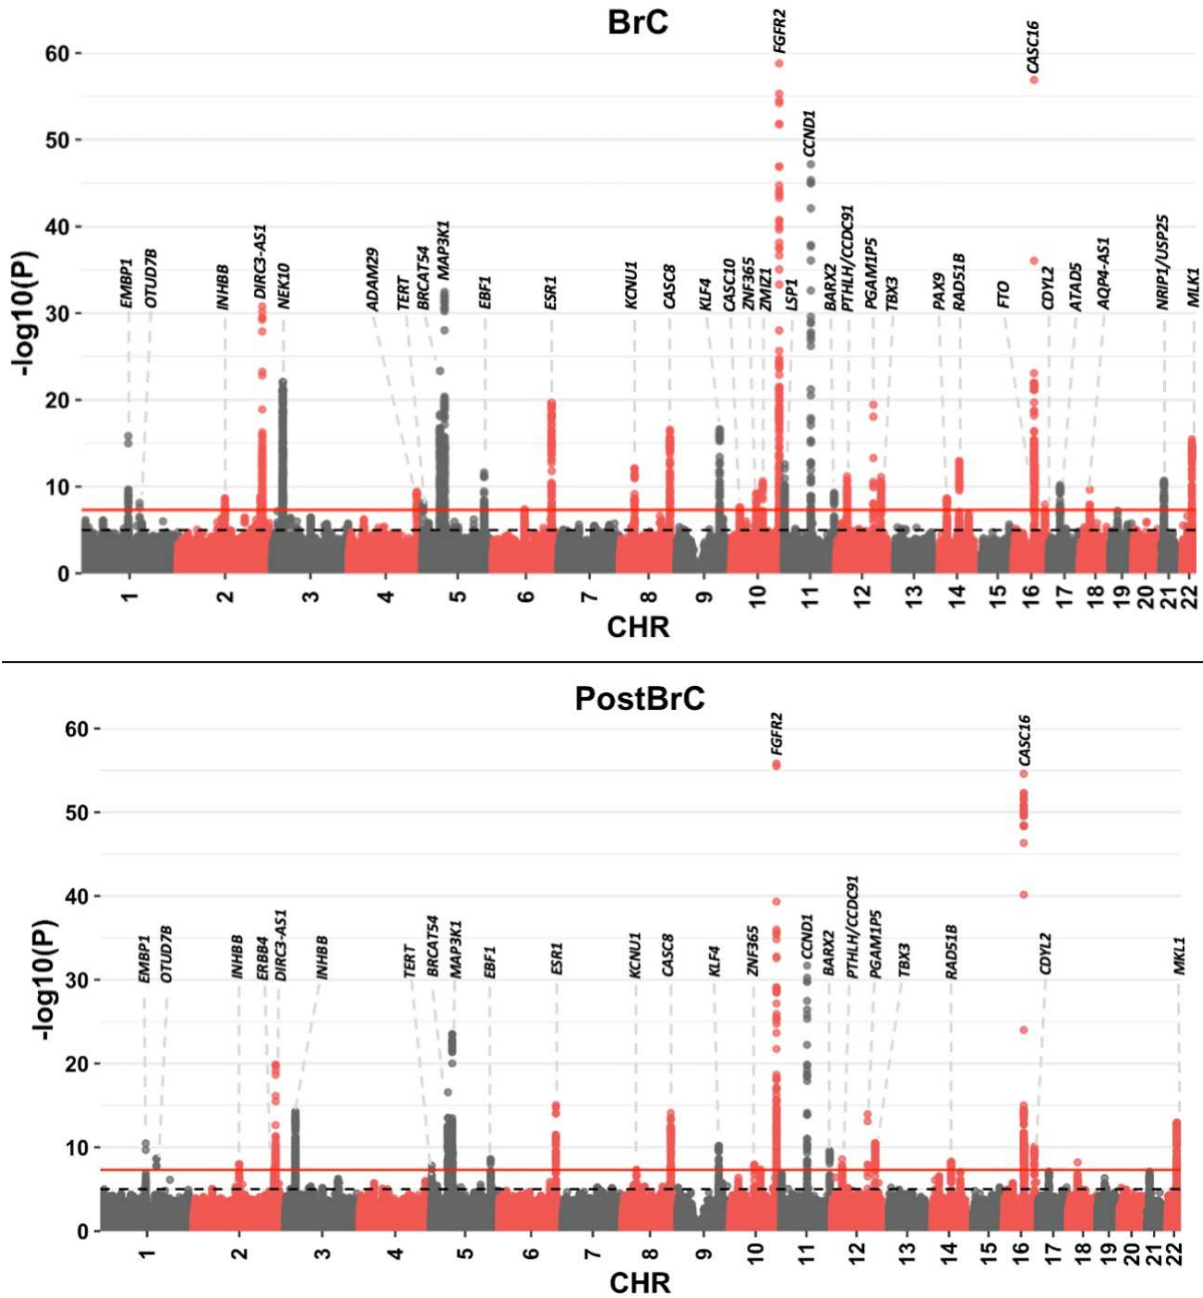 BrC
-log10(P)
60
50
40
30
20
10
0
EMBP1
OTUD7B
INHBB
DIRC3-AS1
NEK10
ADAM29
TERT
BRCAT54
MAP3K1
EBF1
ESR1
KCNU1
CASC8
KLF4
CASC10
ZNF365
ZMIZ1
FGFR2
LSP1
CCND1
BARX2
PTHLH/CCDC91
PGAM1P5
TBX3
PAX9
RAD51B
FTO
CASC16
CDYL2
ATAD5
AQP4-AS1
NRIP1/USP25
MLK1
1 2 3 4 5 6 7 8 9 10 11 12 13 14 15 16 17 18 19 20 21 22
CHR
PostBrC
-log10(P)
60
50
40
30
20
10
0
EMBP1
OTUD7B
INHBB
ERBB4
DIRC3-AS1
INHBB
TERT
BRCAT54
MAP3K1
EBF1
ESR1
KCNU1
CASC8
KLF4
ZNF365
FGFR2
CCND1
BARX2
PTHLH/CCDC91
PGAM1P5
TBX3
RAD51B
CASC16
CDYL2
MKL1
1 2 3 4 5 6 7 8 9 10 11 12 13 14 15 16 17 18 19 20 21 22
CHR